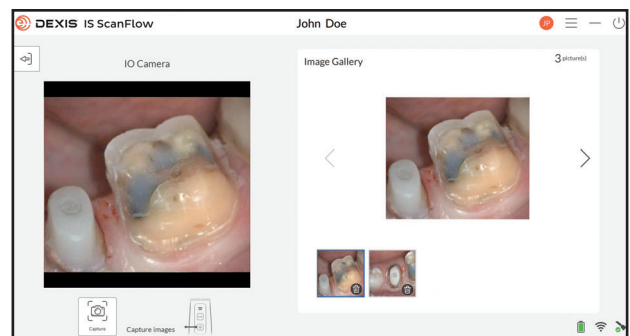 DEXIS IS ScanFlow
John Doe
JP
IO Camera
Image Gallery
3 picture(s)
Capture
Capture images